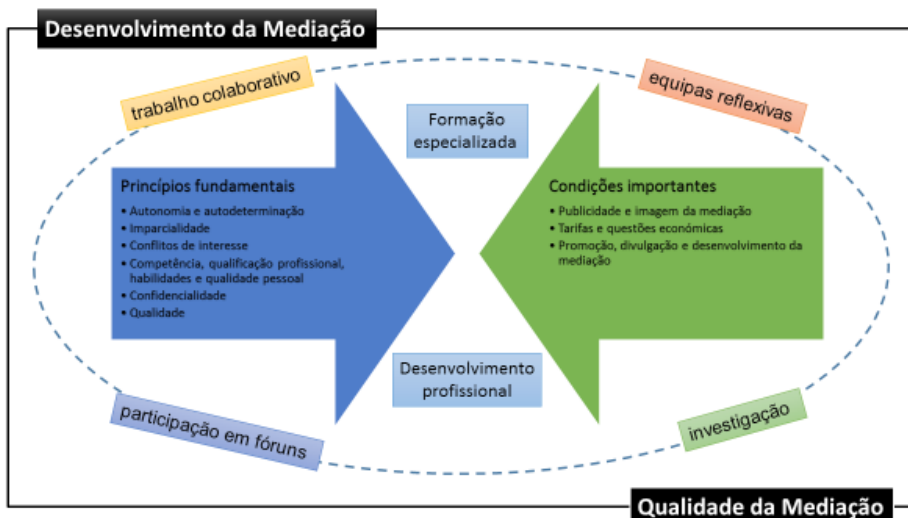 Desenvolvimento da Mediação
trabalho colaborativo
equipas reflexivas
Formação
especializada
Princípios fundamentais
• Autonomia e autodeterminação
• Imparcialidade
• Conflitos de interesse
• Competência, qualificação profissional,
habilidades e qualidade pessoal
• Confidencialidade
• Qualidade
Condições importantes
• Publicidade e imagem da mediação
• Tarifas e questões económicas
• Promoção, divulgação e desenvolvimento da
mediação
Desenvolvimento
profissional
participação em fóruns
investigação
Qualidade da Mediação